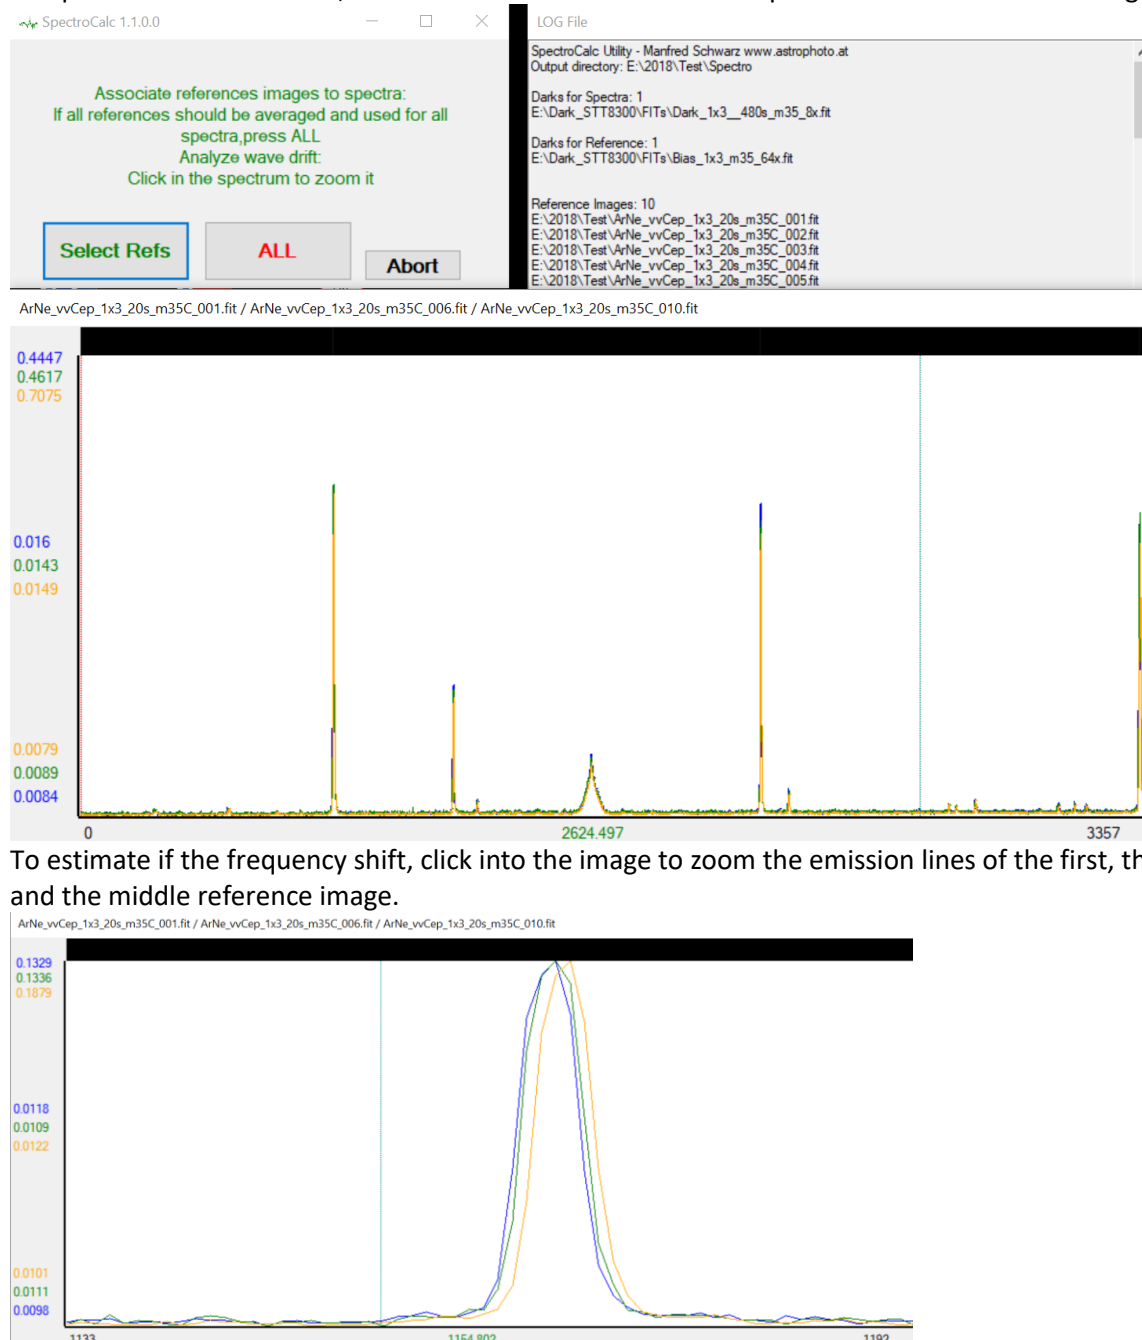 SpectroCalc 1.1.0.0
Associate references images to spectra:
If all references should be averaged and used for all
spectra,press ALL
Analyze wave drift:
Click in the spectrum to zoom it
Select Refs
ALL
Abort
LOG File
SpectroCalc Utility - Manfred Schwarz www.astrophoto.at
Output directory: E:\2018\Test\Spectro
Darks for Spectra: 1
E:\Dark_STT8300\FITs\Dark_1x3__480s_m35_8x.fit
Darks for Reference: 1
E:\Dark_STT8300\FITs\Bias_1x3_m35_64x.fit
Reference Images: 10
E:\2018\Test\ArNe_vvCep_1x3_20s_m35C_001.fit
E:\2018\Test\ArNe_vvCep_1x3_20s_m35C_002.fit
E:\2018\Test\ArNe_vvCep_1x3_20s_m35C_003.fit
E:\2018\Test\ArNe_vvCep_1x3_20s_m35C_004.fit
E:\2018\Test\ArNe_vvCep_1x3_20s_m35C_005.fit
ArNe_vvCep_1x3_20s_m35C_001.fit / ArNe_vvCep_1x3_20s_m35C_006.fit / ArNe_vvCep_1x3_20s_m35C_010.fit
0.4447
0.4617
0.7075
0.016
0.0143
0.0149
0.0079
0.0089
0.0084
0
2624.497
3357
To estimate if the frequency shift, click into the image to zoom the emission lines of the first, th
and the middle reference image.
ArNe_vvCep_1x3_20s_m35C_001.fit / ArNe_vvCep_1x3_20s_m35C_006.fit / ArNe_vvCep_1x3_20s_m35C_010.fit
0.1329
0.1336
0.1879
0.0118
0.0109
0.0122
0.0101
0.0111
0.0098
1133
1154.802
1192